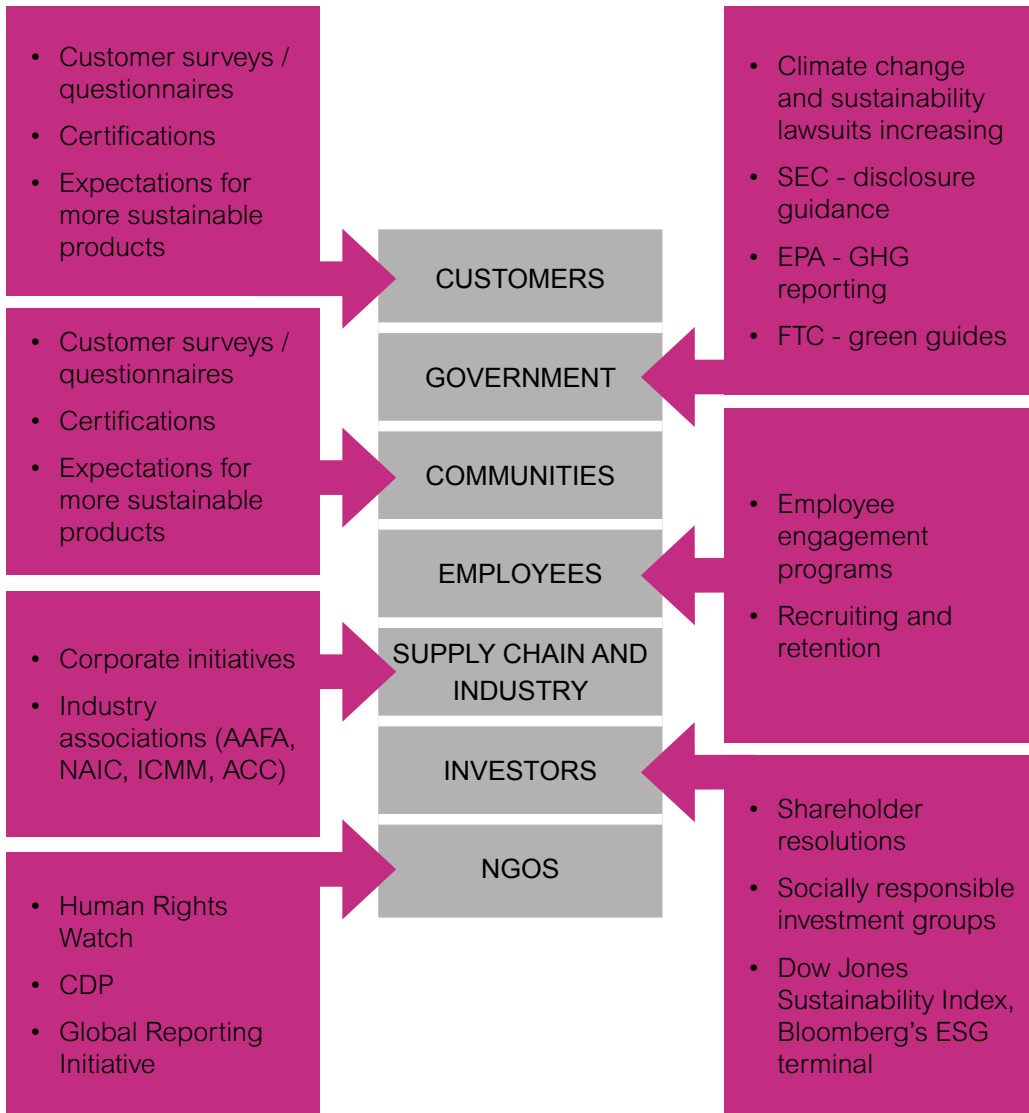 • Customer surveys /
questionnaires
• Certifications
• Expectations for
more sustainable
products
• Customer surveys /
questionnaires
• Certifications
• Expectations for
more sustainable
products
• Corporate initiatives
• Industry
associations (AAFA,
NAIC, ICMM, ACC)
• Human Rights
Watch
• CDP
• Global Reporting
Initiative
CUSTOMERS
GOVERNMENT
COMMUNITIES
EMPLOYEES
SUPPLY CHAIN AND
INDUSTRY
INVESTORS
NGOS
• Climate change
and sustainability
lawsuits increasing
• SEC - disclosure
guidance
• EPA - GHG
reporting
• FTC - green guides
• Employee
engagement
programs
• Recruiting and
retention
• Shareholder
resolutions
• Socially responsible
investment groups
• Dow Jones
Sustainability Index,
Bloomberg’s ESG
terminal